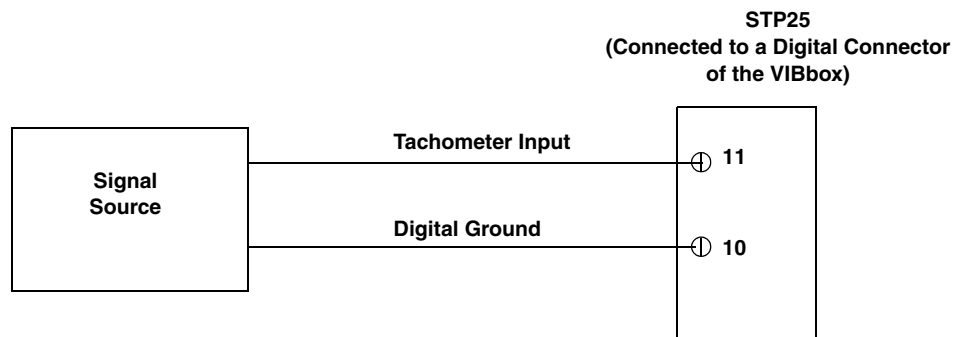 STP25
(Connected to a Digital Connector
of the VIBbox)
Tachometer Input
11
Signal
Source
Digital Ground
10